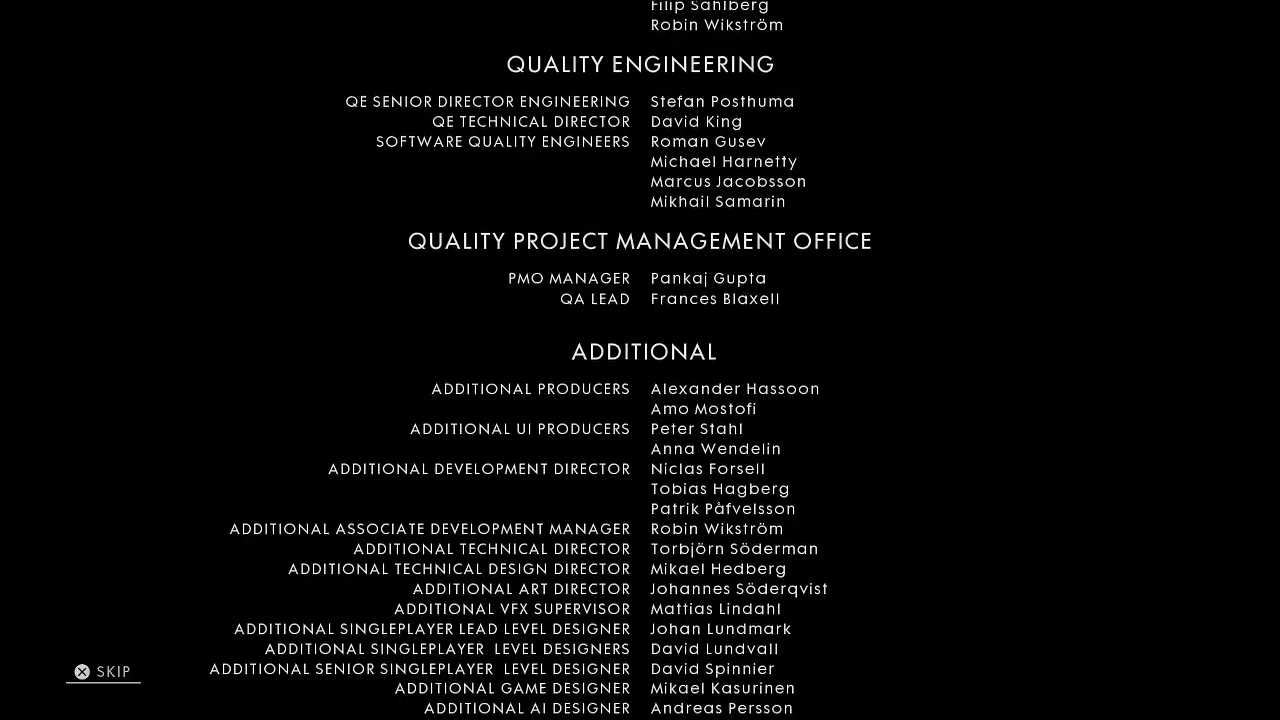 Filip Sahlberg
Robin Wikström
QUALITY ENGINEERING
QE SENIOR DIRECTOR ENGINEERING Stefan Posthuma
QE TECHNICAL DIRECTOR David King
SOFTWARE QUALITY ENGINEERS Roman Gusev
Michael Harnetty
Marcus Jacobsson
Mikhail Samarin
QUALITY PROJECT MANAGEMENT OFFICE
PMO MANAGER Pankaj Gupta
QA LEAD Frances Blaxell
ADDITIONAL
ADDITIONAL PRODUCERS Alexander Hassoon
Amo Mostofi
ADDITIONAL UI PRODUCERS Peter Stahl
Anna Wendelin
ADDITIONAL DEVELOPMENT DIRECTOR Niclas Forsell
Tobias Hagberg
Patrik Påfvelsson
ADDITIONAL ASSOCIATE DEVELOPMENT MANAGER Robin Wikström
ADDITIONAL TECHNICAL DIRECTOR Torbjörn Söderman
ADDITIONAL TECHNICAL DESIGN DIRECTOR Mikael Hedberg
ADDITIONAL ART DIRECTOR Johannes Söderqvist
ADDITIONAL VFX SUPERVISOR Mattias Lindahl
ADDITIONAL SINGLEPLAYER LEAD LEVEL DESIGNER Johan Lundmark
ADDITIONAL SINGLEPLAYER LEVEL DESIGNERS David Lundvall
ADDITIONAL SENIOR SINGLEPLAYER LEVEL DESIGNER David Spinnier
ADDITIONAL GAME DESIGNER Mikael Kasurinen
ADDITIONAL AI DESIGNER Andreas Persson
SKIP